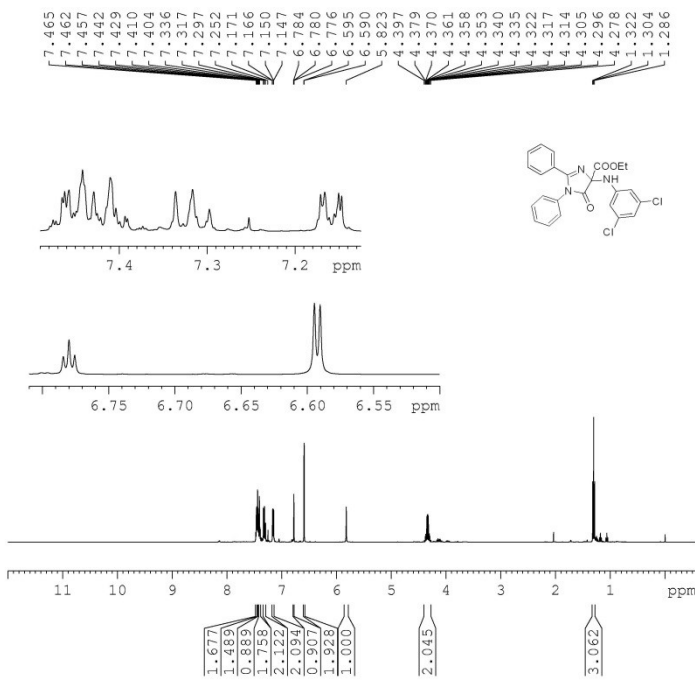 7.465 7.462 7.457 7.442 7.429 7.410 7.404 7.336 7.317 7.297 7.252 7.171 7.166 7.150 7.147 6.784 6.780 6.776 6.595 6.590 5.823 4.397 4.379 4.370 4.361 4.358 4.353 4.340 4.335 4.322 4.317 4.314 4.305 4.296 4.278 1.322 1.304 1.286
COOEt
N
NH
N
O
Cl
Cl
7.4 7.3 7.2 ppm
6.75 6.70 6.65 6.60 6.55 ppm
11 10 9 8 7 6 5 4 3 2 1 ppm
1.677 1.489 0.889 1.758 2.122 2.094 0.907 1.928 1.000 2.045 3.062